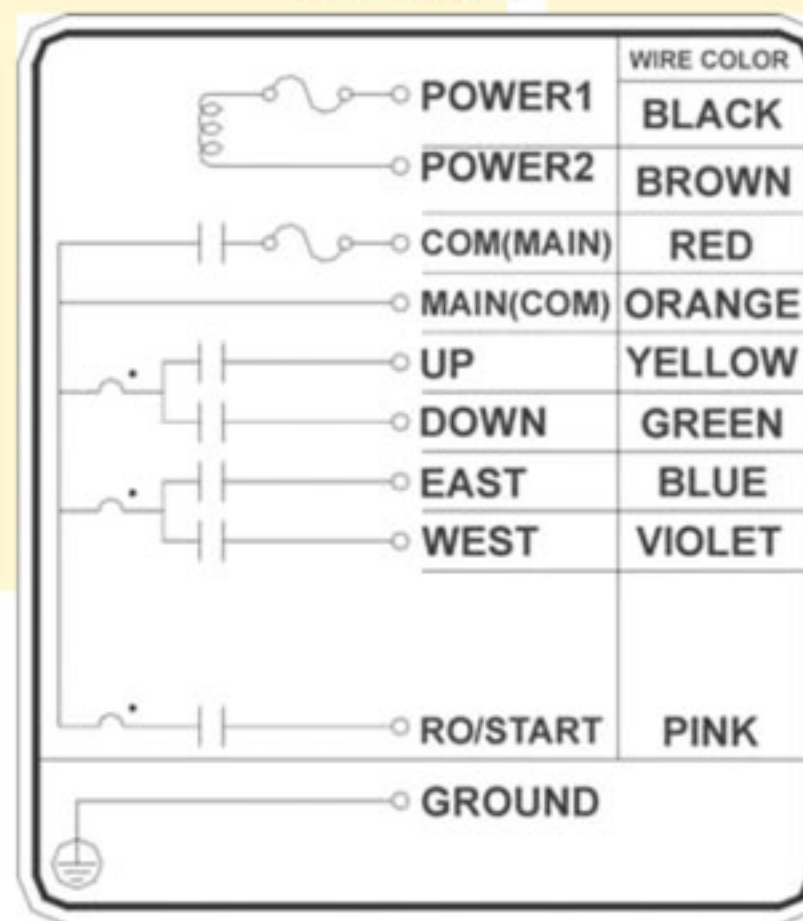 WIRE COLOR
POWER1 BLACK
POWER2 BROWN
COM(MAIN) RED
MAIN(COM) ORANGE
UP YELLOW
DOWN GREEN
EAST BLUE
WEST VIOLET
RO/START PINK
GROUND